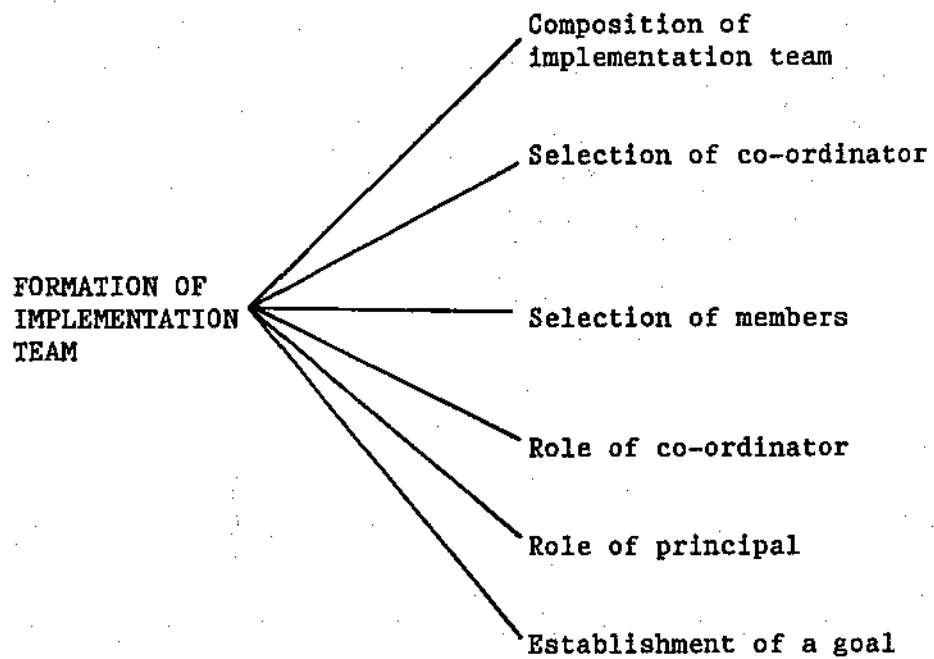 Composition of
implementation team
Selection of co-ordinator
FORMATION OF
IMPLEMENTATION
TEAM
Selection of members
Role of co-ordinator
Role of principal
Establishment of a goal